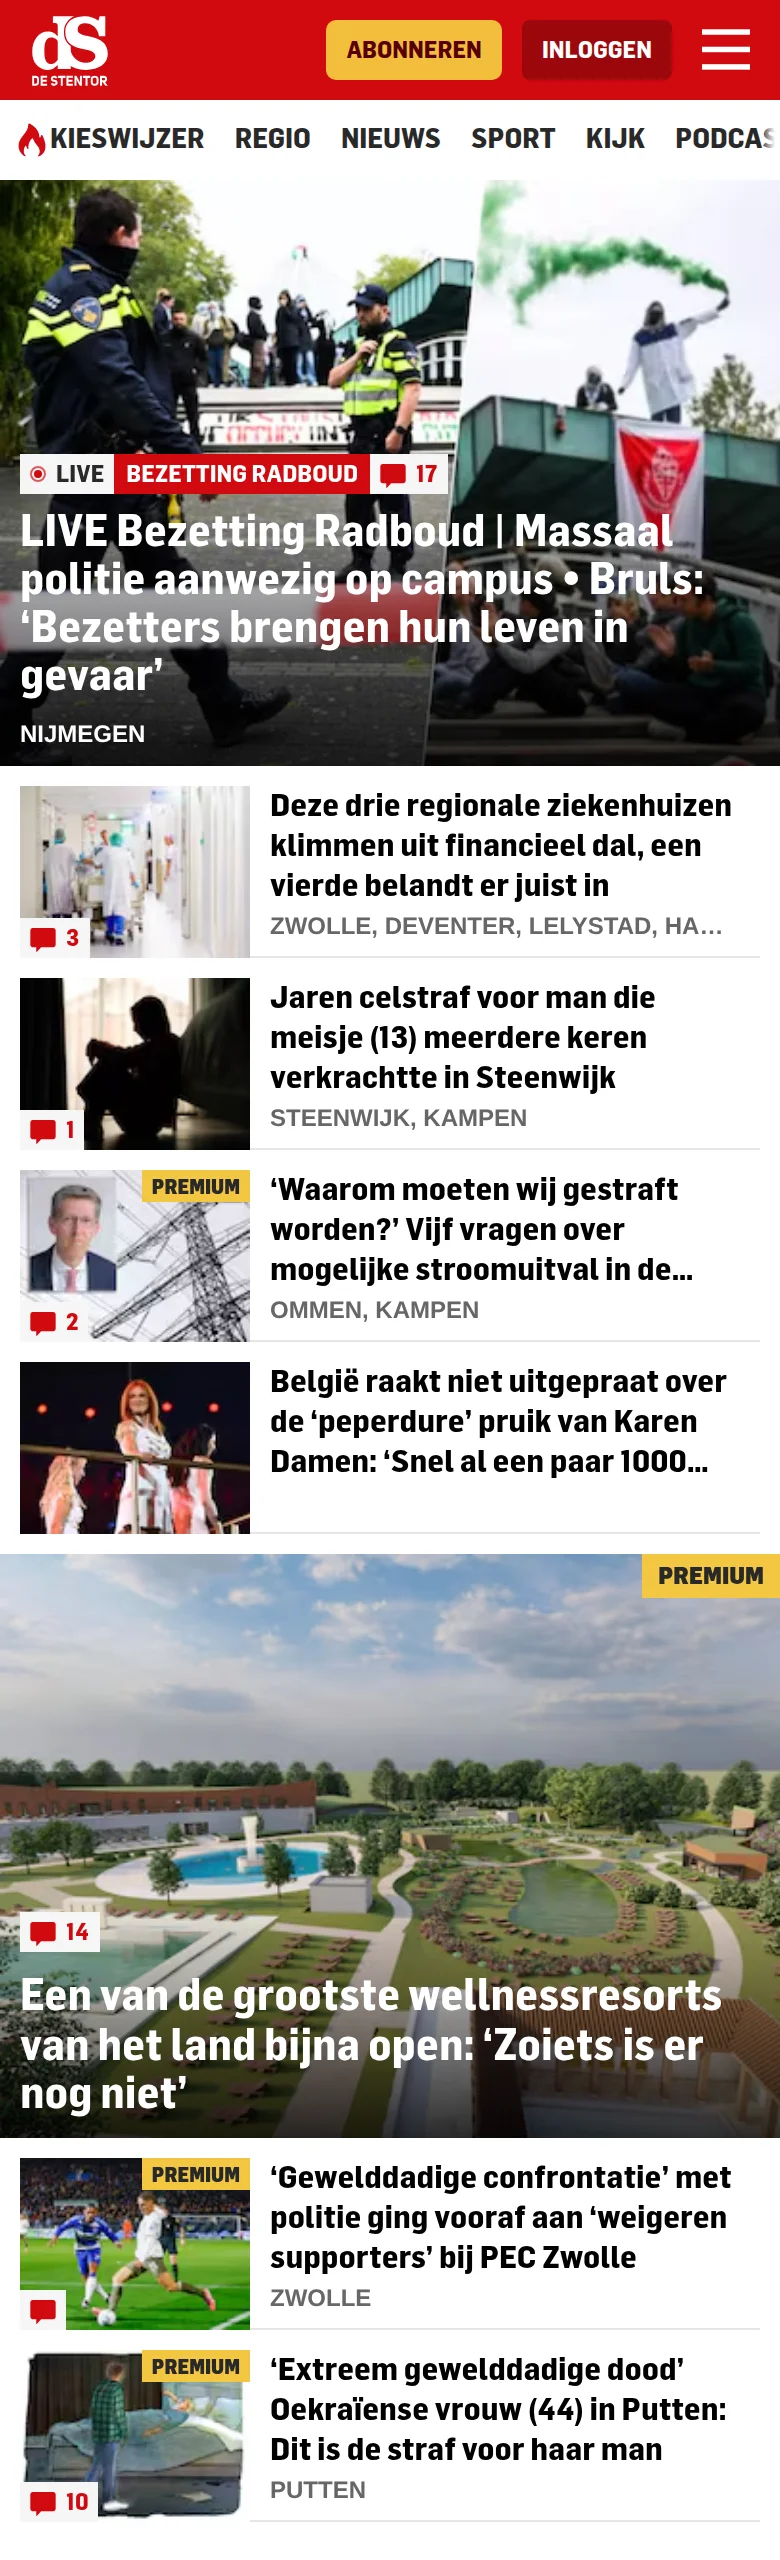 dS
DE STENTOR
ABONNEREN
INLOGGEN
KIESWIJZER REGIO NIEUWS SPORT KIJK PODCAS
LIVE BEZETTING RADBOUD 17
LIVE Bezetting Radboud | Massaal
politie aanwezig op campus • Bruls:
‘Bezetters brengen hun leven in
gevaar’
NIJMEGEN
Deze drie regionale ziekenhuizen
klimmen uit financieel dal, een
vierde belandt er juist in
3
ZWOLLE, DEVENTER, LELYSTAD, HA…
Jaren celstraf voor man die
meisje (13) meerdere keren
verkrachtte in Steenwijk
1
STEENWIJK, KAMPEN
PREMIUM
‘Waarom moeten wij gestraft
worden?’ Vijf vragen over
mogelijke stroomuitval in de...
2
OMMEN, KAMPEN
België raakt niet uitgepraat over
de ‘peperdure’ pruik van Karen
Damen: ‘Snel al een paar 1000...
PREMIUM
14
Een van de grootste wellnessresorts
van het land bijna open: ‘Zoiets is er
nog niet’
PREMIUM
‘Gewelddadige confrontatie’ met
politie ging vooraf aan ‘weigeren
supporters’ bij PEC Zwolle
ZWOLLE
PREMIUM
‘Extreem gewelddadige dood’
Oekraïense vrouw (44) in Putten:
Dit is de straf voor haar man
10
PUTTEN